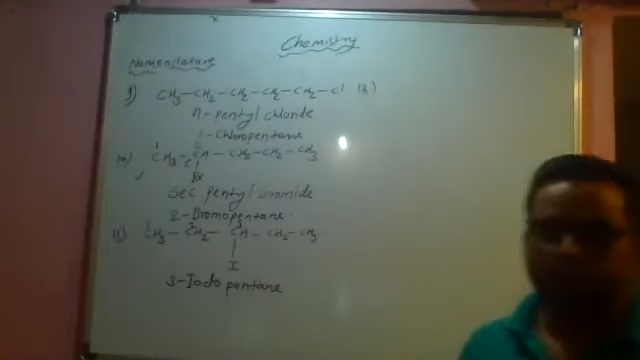 Chemistry
Nomenclature
9) CH3-CH2-CH2-CH2-CH2-Cl
n-pentyl chloride
1-Chloropentane
10) CH3-CH-CH2-CH2-CH3
Br
Sec pentyl bromide
2-Bromopentane
11) CH3-CH2-CH-CH2-CH3
I
3-Iodo pentane